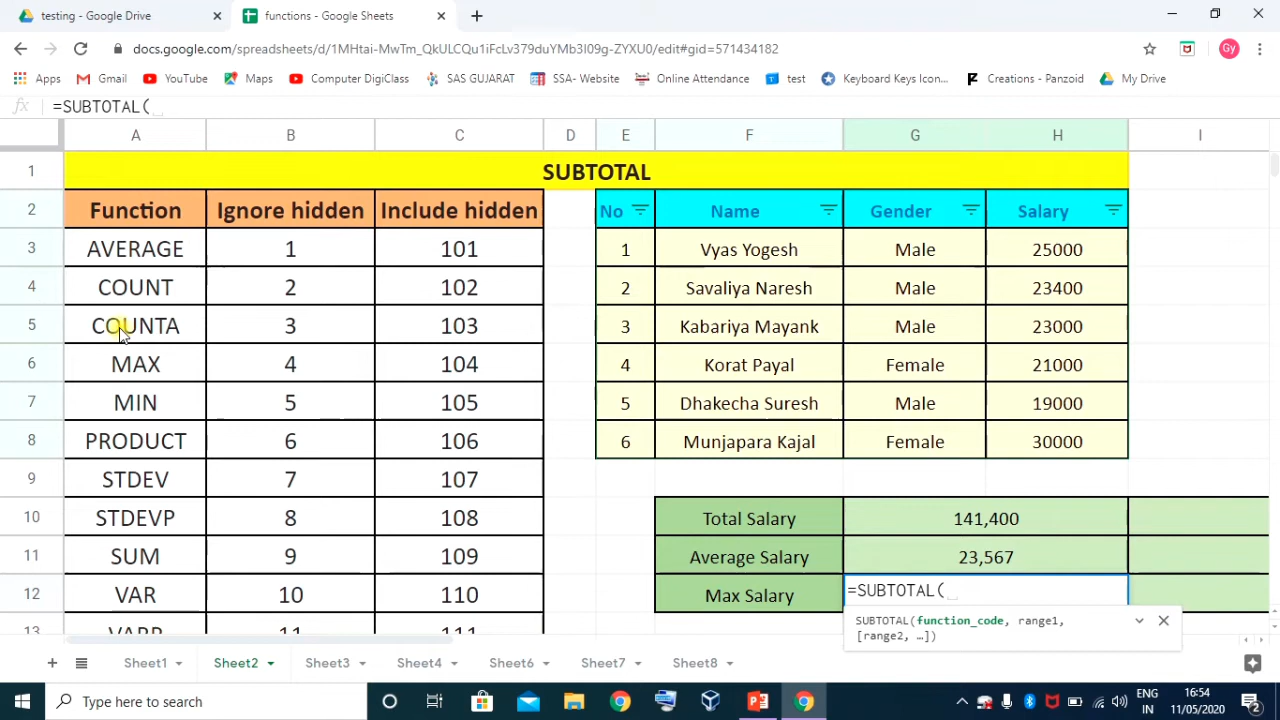 testing - Google Drive
functions - Google Sheets
docs.google.com/spreadsheets/d/1MHtai-MwTm_QkULCQu1iFcLv379duYMb3I09g-ZYXU0/edit#gid=571434182
Gy
Apps Gmail YouTube Maps Computer DigiClass SAS GUJARAT SSA- Website Online Attendance test Keyboard Keys Icon... Creations - Panzoid My Drive
fx =SUBTOTAL(
A B C D E F G H I
1 SUBTOTAL
2 Function Ignore hidden Include hidden No Name Gender Salary
3 AVERAGE 1 101 1 Vyas Yogesh Male 25000
4 COUNT 2 102 2 Savaliya Naresh Male 23400
5 COUNTA 3 103 3 Kabariya Mayank Male 23000
6 MAX 4 104 4 Korat Payal Female 21000
7 MIN 5 105 5 Dhakecha Suresh Male 19000
8 PRODUCT 6 106 6 Munjapara Kajal Female 30000
9 STDEV 7 107
10 STDEVP 8 108 Total Salary 141,400
11 SUM 9 109 Average Salary 23,567
12 VAR 10 110 Max Salary =SUBTOTAL(
SUBTOTAL(function_code, range1,
[range2, …])
13 VARP 11 111
Sheet1 Sheet2 Sheet3 Sheet4 Sheet6 Sheet7 Sheet8
Type here to search
ENG
IN
16:54
11/05/2020
2